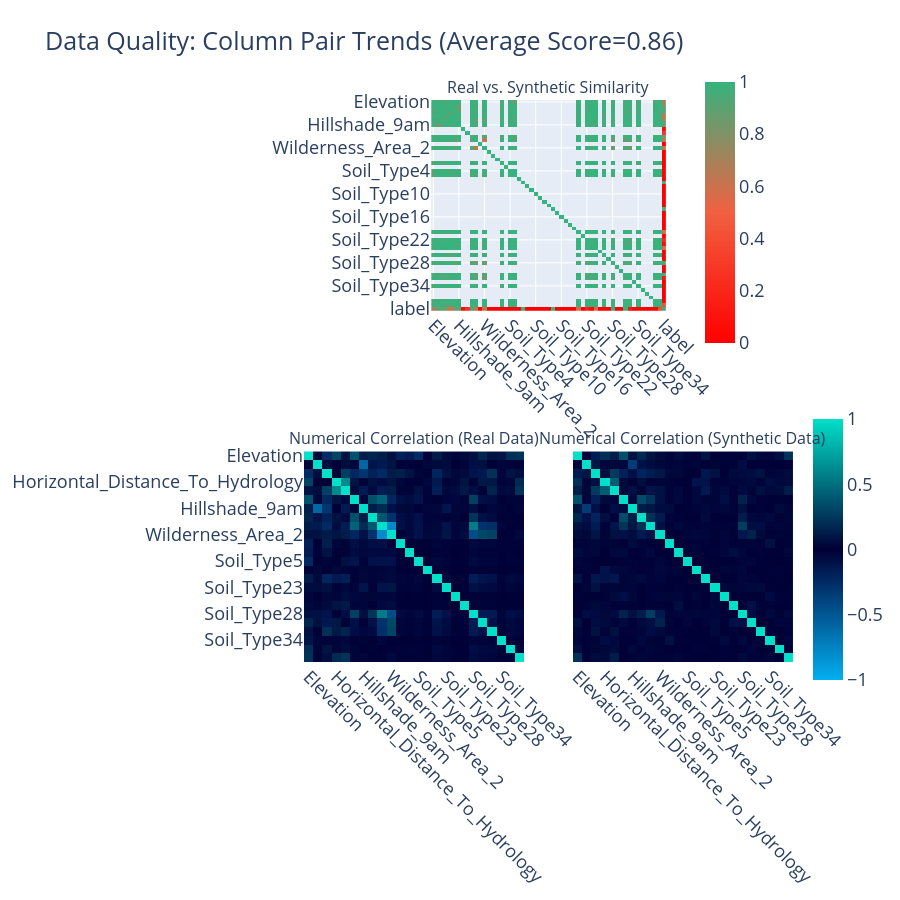 Data Quality: Column Pair Trends (Average Score=0.86)
Real vs. Synthetic Similarity
Elevation
Hillshade_9am
Wilderness_Area_2
Soil_Type4
Soil_Type10
Soil_Type16
Soil_Type22
Soil_Type28
Soil_Type34
label
Elevation
Hillshade_9am
Wilderness_Area_2
Soil_Type4
Soil_Type10
Soil_Type16
Soil_Type22
Soil_Type28
Soil_Type34
label
1
0.8
0.6
0.4
0.2
0
Numerical Correlation (Real Data)
Numerical Correlation (Synthetic Data)
Elevation
Horizontal_Distance_To_Hydrology
Hillshade_9am
Wilderness_Area_2
Soil_Type5
Soil_Type23
Soil_Type28
Soil_Type34
Elevation
Horizontal_Distance_To_Hydrology
Hillshade_9am
Wilderness_Area_2
Soil_Type5
Soil_Type23
Soil_Type28
Soil_Type34
Elevation
Horizontal_Distance_To_Hydrology
Hillshade_9am
Wilderness_Area_2
Soil_Type5
Soil_Type23
Soil_Type28
Soil_Type34
1
0.5
0
−0.5
−1